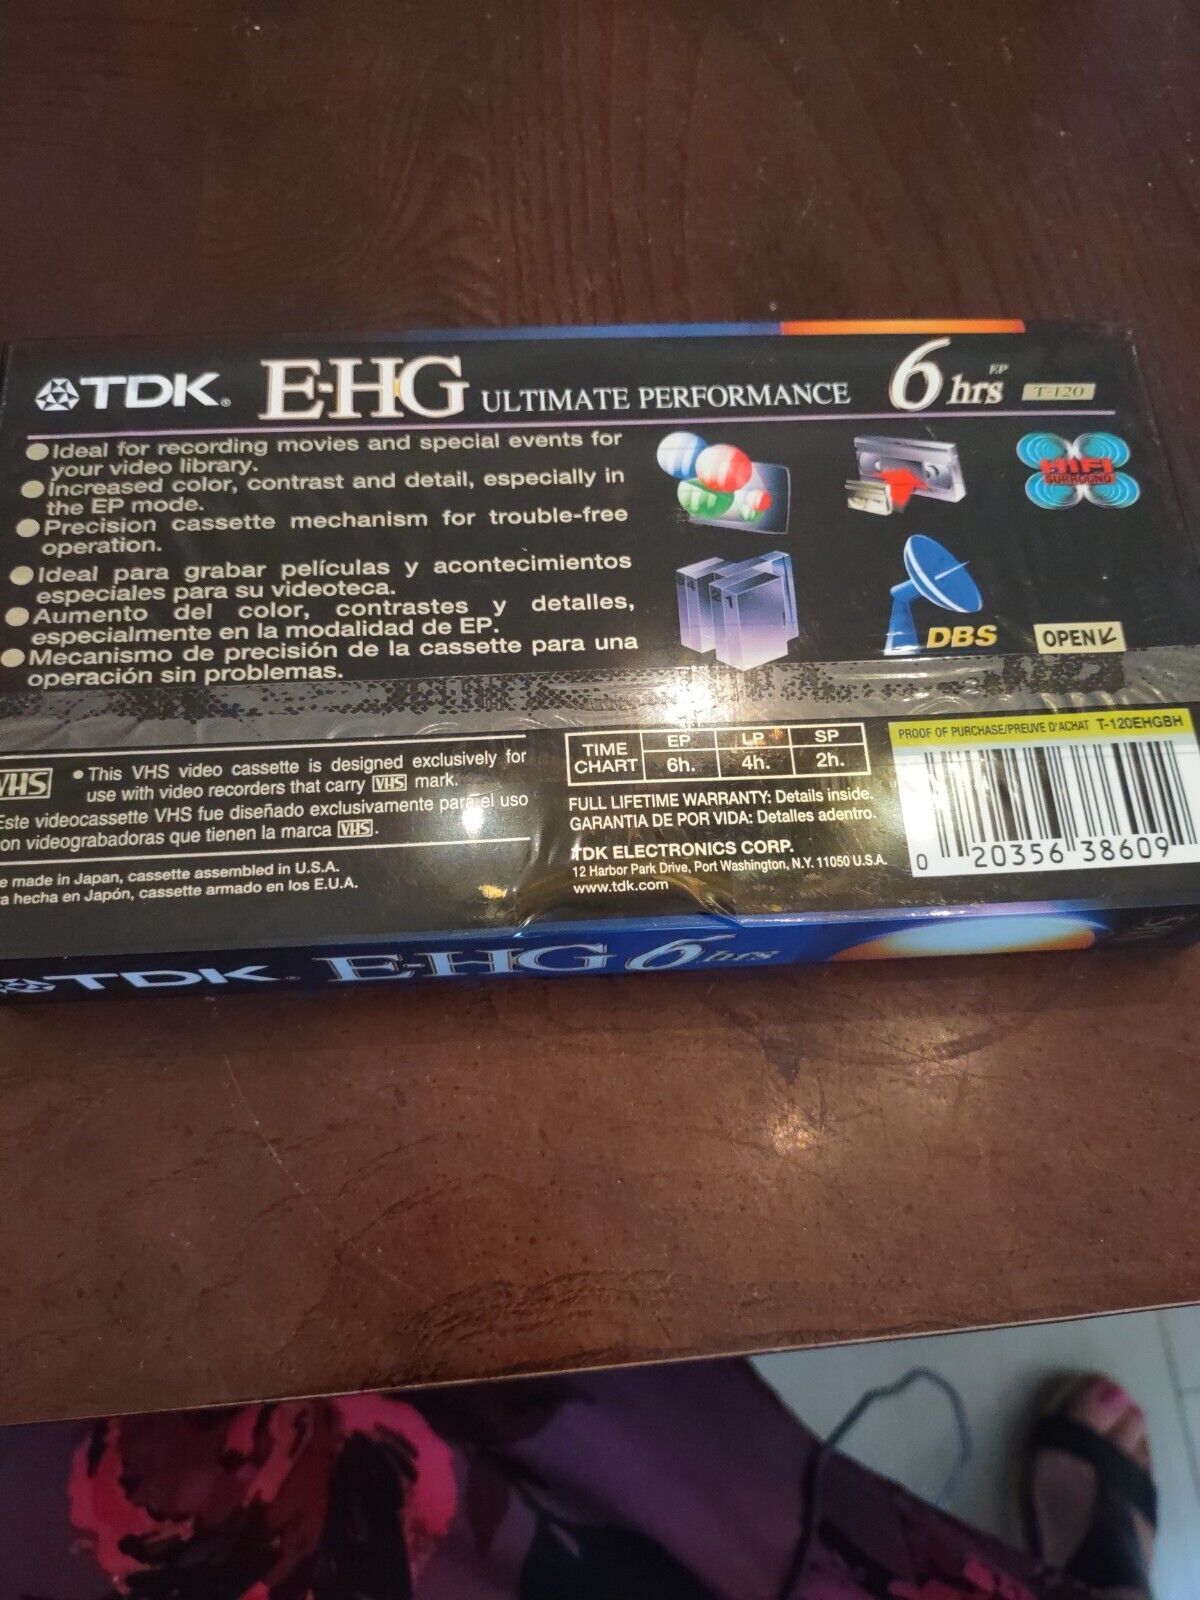 TDK. E-HG ULTIMATE PERFORMANCE 6 hrs EP T-120
● Ideal for recording movies and special events for
your video library.
● Increased color, contrast and detail, especially in
the EP mode.
● Precision cassette mechanism for trouble-free
operation.
● Ideal para grabar películas y acontecimientos
especiales para su videoteca.
● Aumento del color, contrastes y detalles,
especialmente en la modalidad de EP.
● Mecanismo de precisión de la cassette para una
operación sin problemas.
HiFi
SURROUND
4 2 1
DBS
OPEN
VHS
• This VHS video cassette is designed exclusively for
use with video recorders that carry VHS mark.
Este videocassette VHS fue diseñado exclusivamente para el uso
on videograbadoras que tienen la marca VHS.
e made in Japan, cassette assembled in U.S.A.
a hecha en Japón, cassette armado en los E.U.A.
TIME CHART
EP LP SP
6h. 4h. 2h.
FULL LIFETIME WARRANTY: Details inside.
GARANTIA DE POR VIDA: Detalles adentro.
TDK ELECTRONICS CORP.
12 Harbor Park Drive, Port Washington, N.Y. 11050 U.S.A.
www.tdk.com
PROOF OF PURCHASE/PREUVE D'ACHAT T-120EHGBH
0 20356 38609
TDK. E-HG 6 hrs